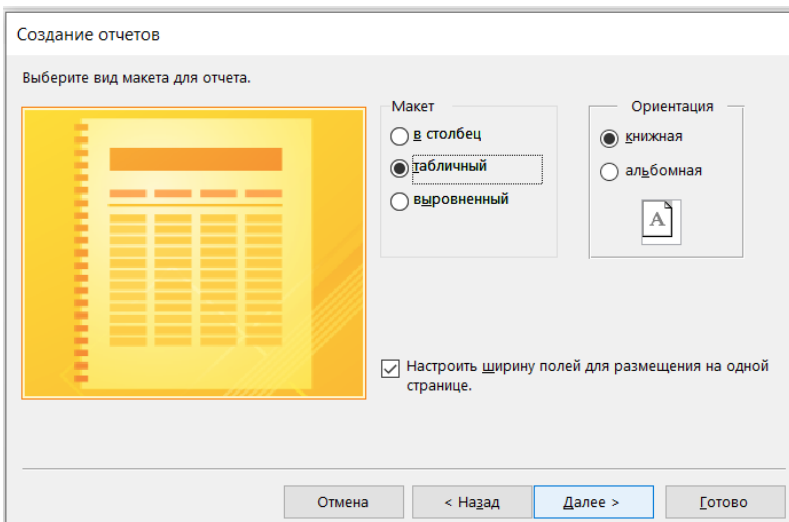 Создание отчетов
Выберите вид макета для отчета.
Макет
в столбец
табличный
выровненный
Ориентация
книжная
альбомная
A
Настроить ширину полей для размещения на одной
странице.
Отмена
< Назад
Далее >
Готово